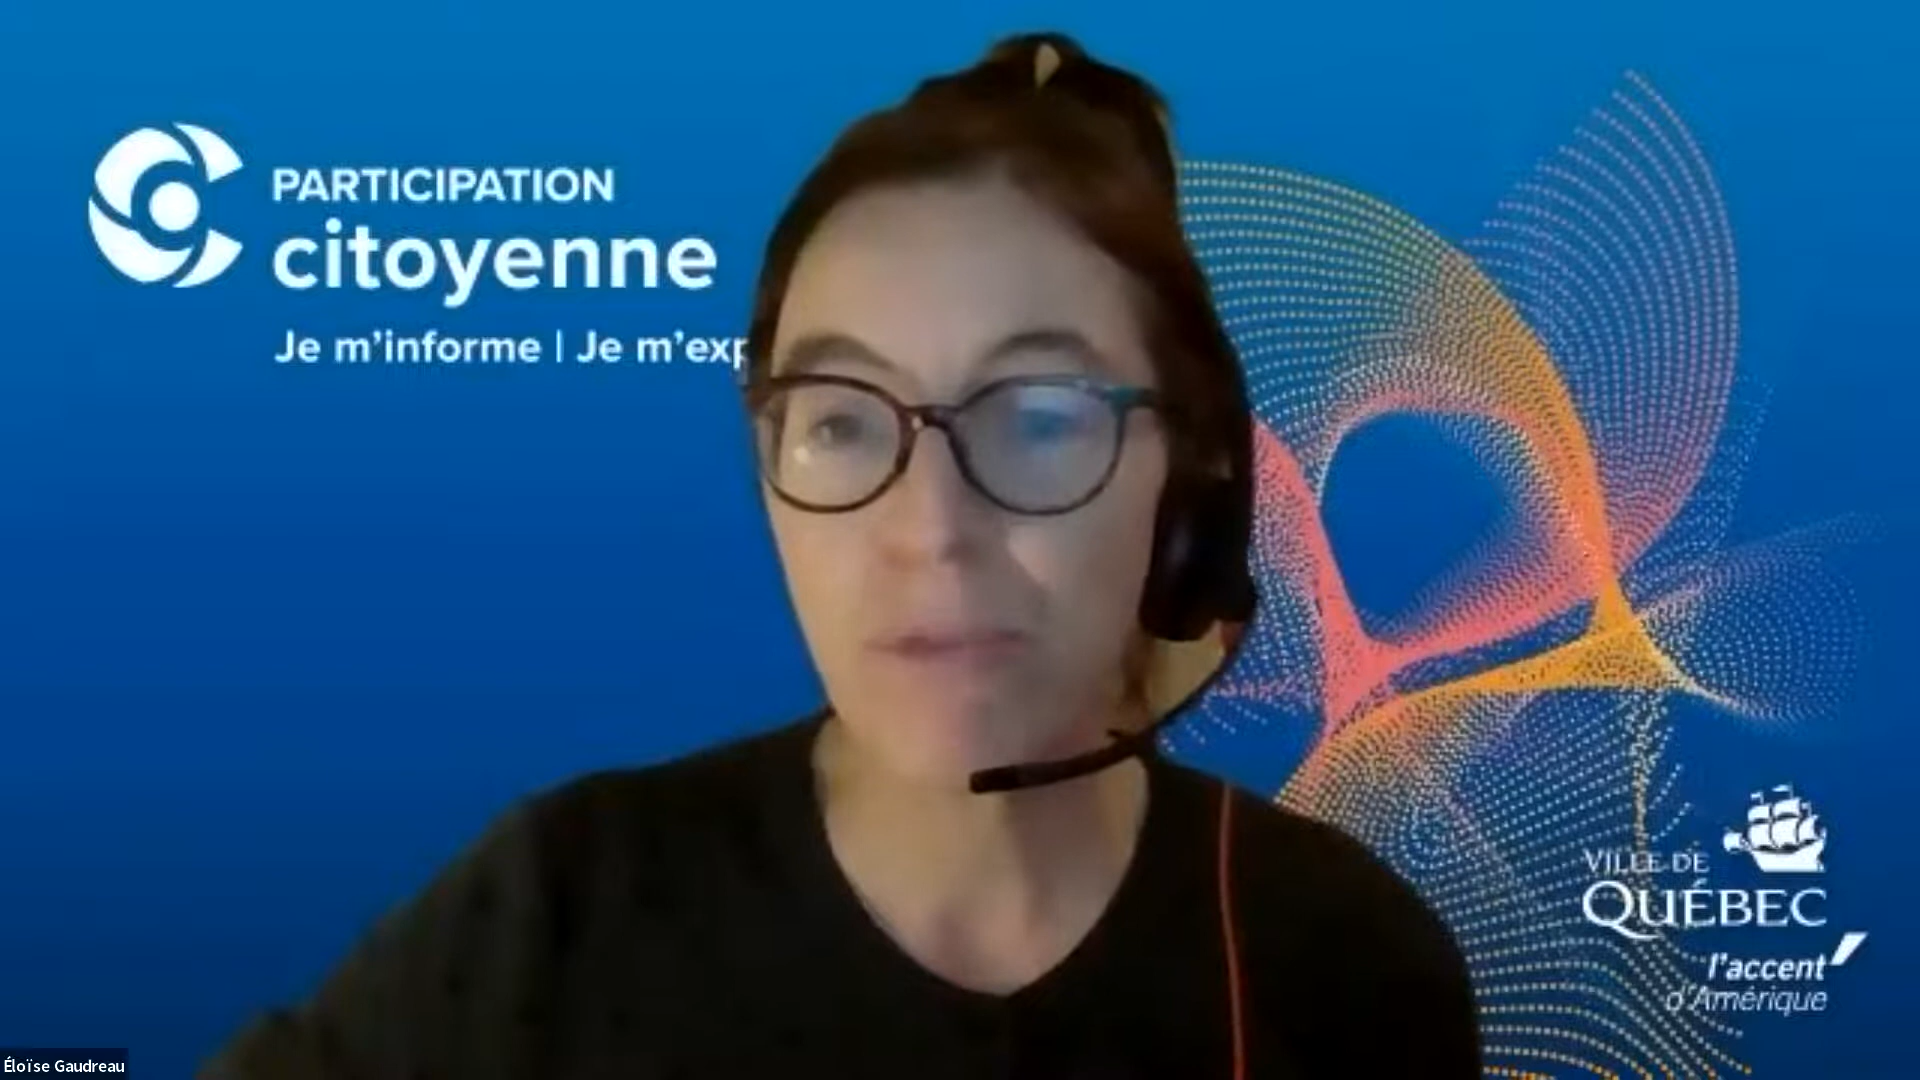 PARTICIPATION
citoyenne
Je m'informe | Je m'exp
VILLE DE
QUÉBEC
l'accent
d'Amérique
Éloïse Gaudreau